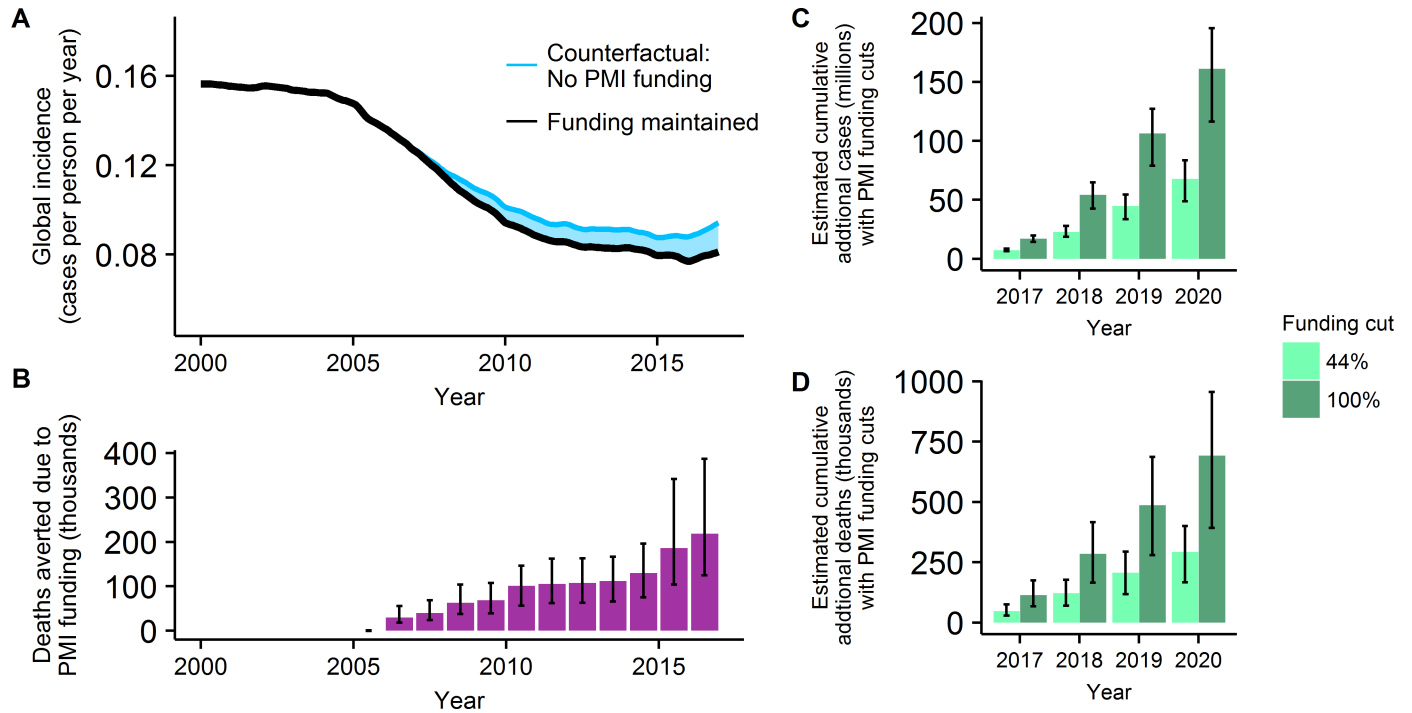 A
Global incidence
(cases per person per year)
0.16
0.12
0.08
Counterfactual:
No PMI funding
Funding maintained
2000
2005
2010
2015
Year
B
Deaths averted due to
PMI funding (thousands)
400
300
200
100
0
2000
2005
2010
2015
Year
C
Estimated cumulative
addtional cases (millions)
with PMI funding cuts
200
150
100
50
0
2017
2018
2019
2020
Year
D
Estimated cumulative
addtional deaths (thousands)
with PMI funding cuts
1000
750
500
250
0
2017
2018
2019
2020
Year
Funding cut
44%
100%